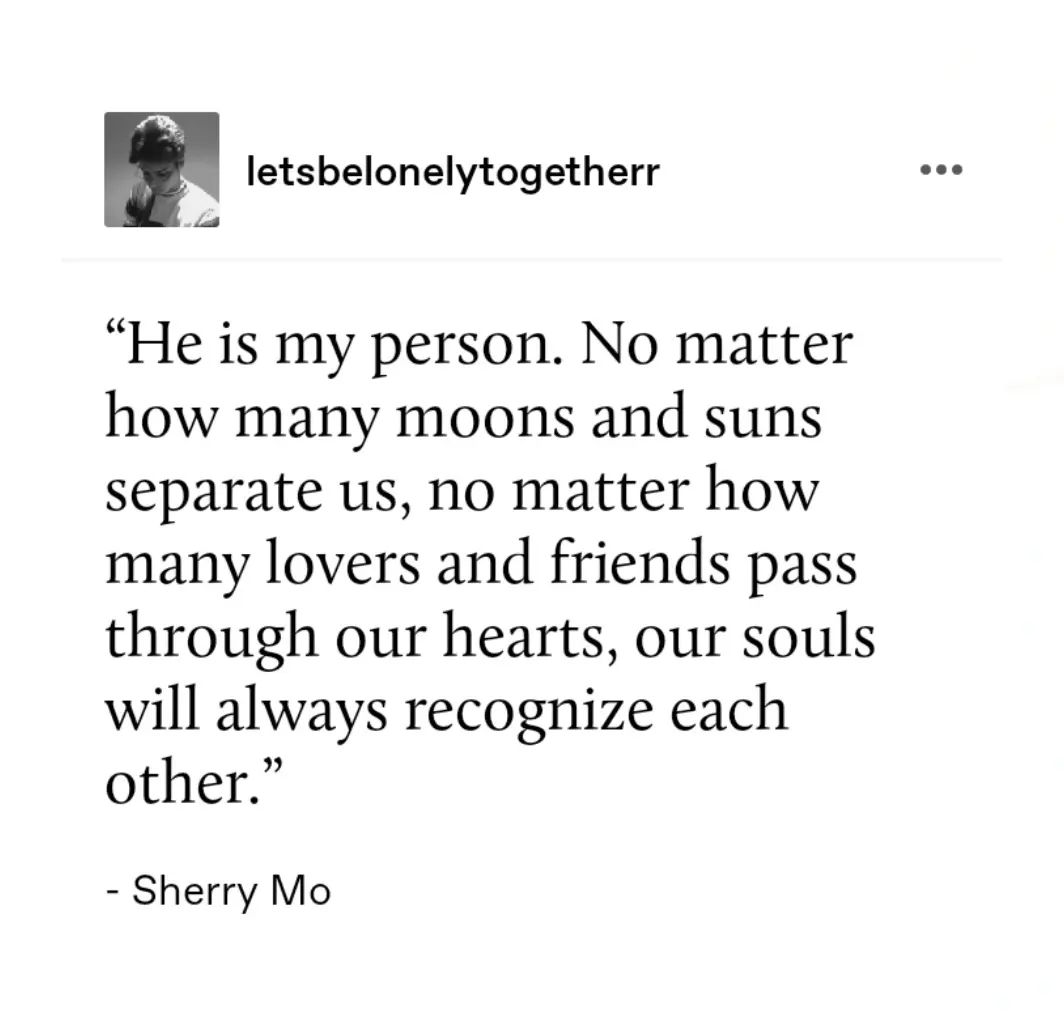 letsbelonelytogetherr
“He is my person. No matter
how many moons and suns
separate us, no matter how
many lovers and friends pass
through our hearts, our souls
will always recognize each
other.”
- Sherry Mo